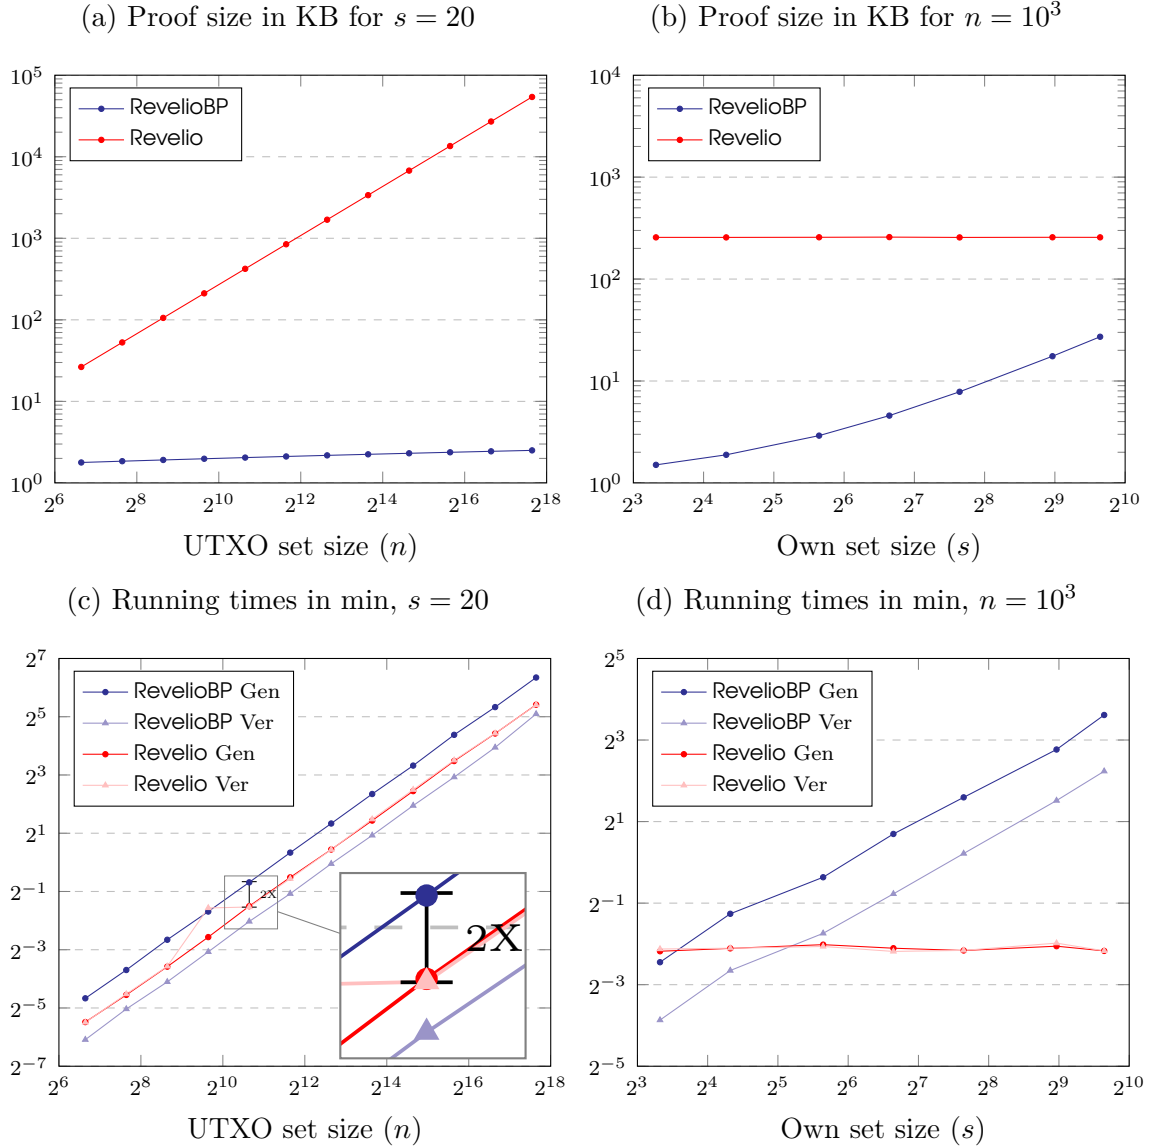 (a) Proof size in KB for s = 20
10^5
10^4
10^3
10^2
10^1
10^0
RevelioBP
Revelio
2^6 2^8 2^10 2^12 2^14 2^16 2^18
UTXO set size (n)
(b) Proof size in KB for n = 10^3
10^4
10^3
10^2
10^1
10^0
RevelioBP
Revelio
2^3 2^4 2^5 2^6 2^7 2^8 2^9 2^10
Own set size (s)
(c) Running times in min, s = 20
2^7
2^5
2^3
2^1
2^−1
2^−3
2^−5
2^−7
RevelioBP Gen
RevelioBP Ver
Revelio Gen
Revelio Ver
2X
2X
2^6 2^8 2^10 2^12 2^14 2^16 2^18
UTXO set size (n)
(d) Running times in min, n = 10^3
2^5
2^3
2^1
2^−1
2^−3
2^−5
RevelioBP Gen
RevelioBP Ver
Revelio Gen
Revelio Ver
2^3 2^4 2^5 2^6 2^7 2^8 2^9 2^10
Own set size (s)